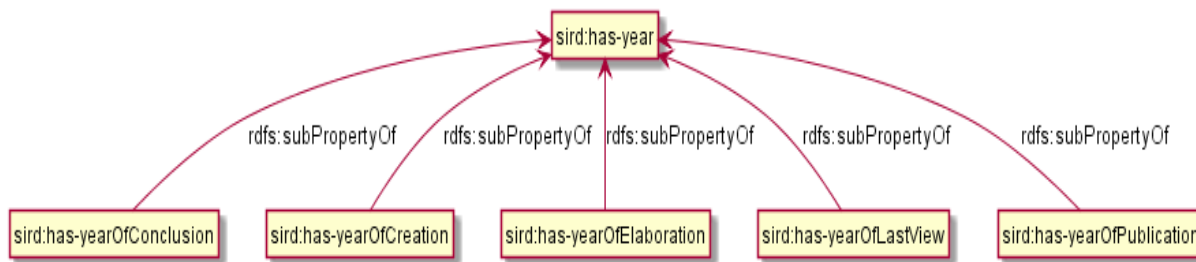 sird:has-year
rdfs:subPropertyOf rdfs:subPropertyOf rdfs:subPropertyOf rdfs:subPropertyOf rdfs:subPropertyOf
sird:has-yearOfConclusion sird:has-yearOfCreation sird:has-yearOfElaboration sird:has-yearOfLastView sird:has-yearOfPublication